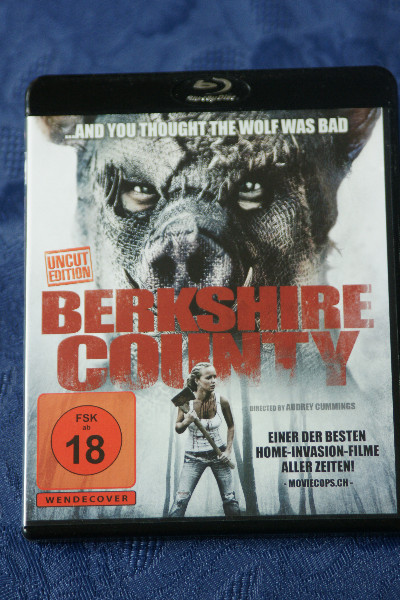 ...AND YOU THOUGHT THE WOLF WAS BAD
UNCUT
EDITION
BERKSHIRE
COUNTY
DIRECTED BY AUDREY CUMMINGS
FSK
ab
18
WENDECOVER
EINER DER BESTEN
HOME-INVASION-FILME
ALLER ZEITEN!
- MOVIECOPS.CH -